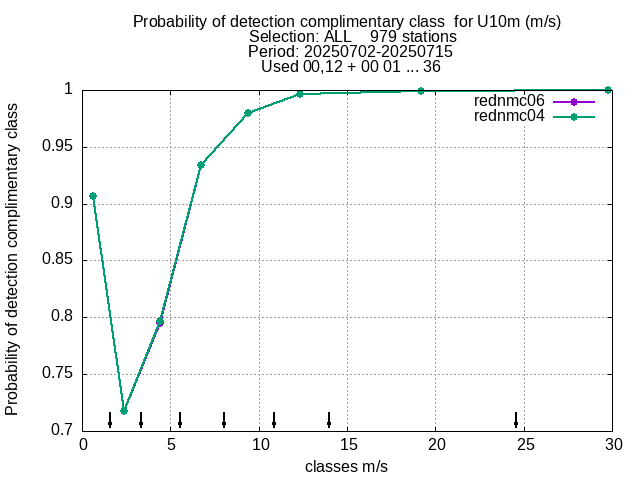 Probability of detection complimentary class  for U10m (m/s)
Selection: ALL    979 stations
Period: 20250702-20250715
Used 00,12 + 00 01 ... 36
rednmc06
rednmc04
Probability of detection complimentary class
1
0.95
0.9
0.85
0.8
0.75
0.7
0 5 10 15 20 25 30
classes m/s